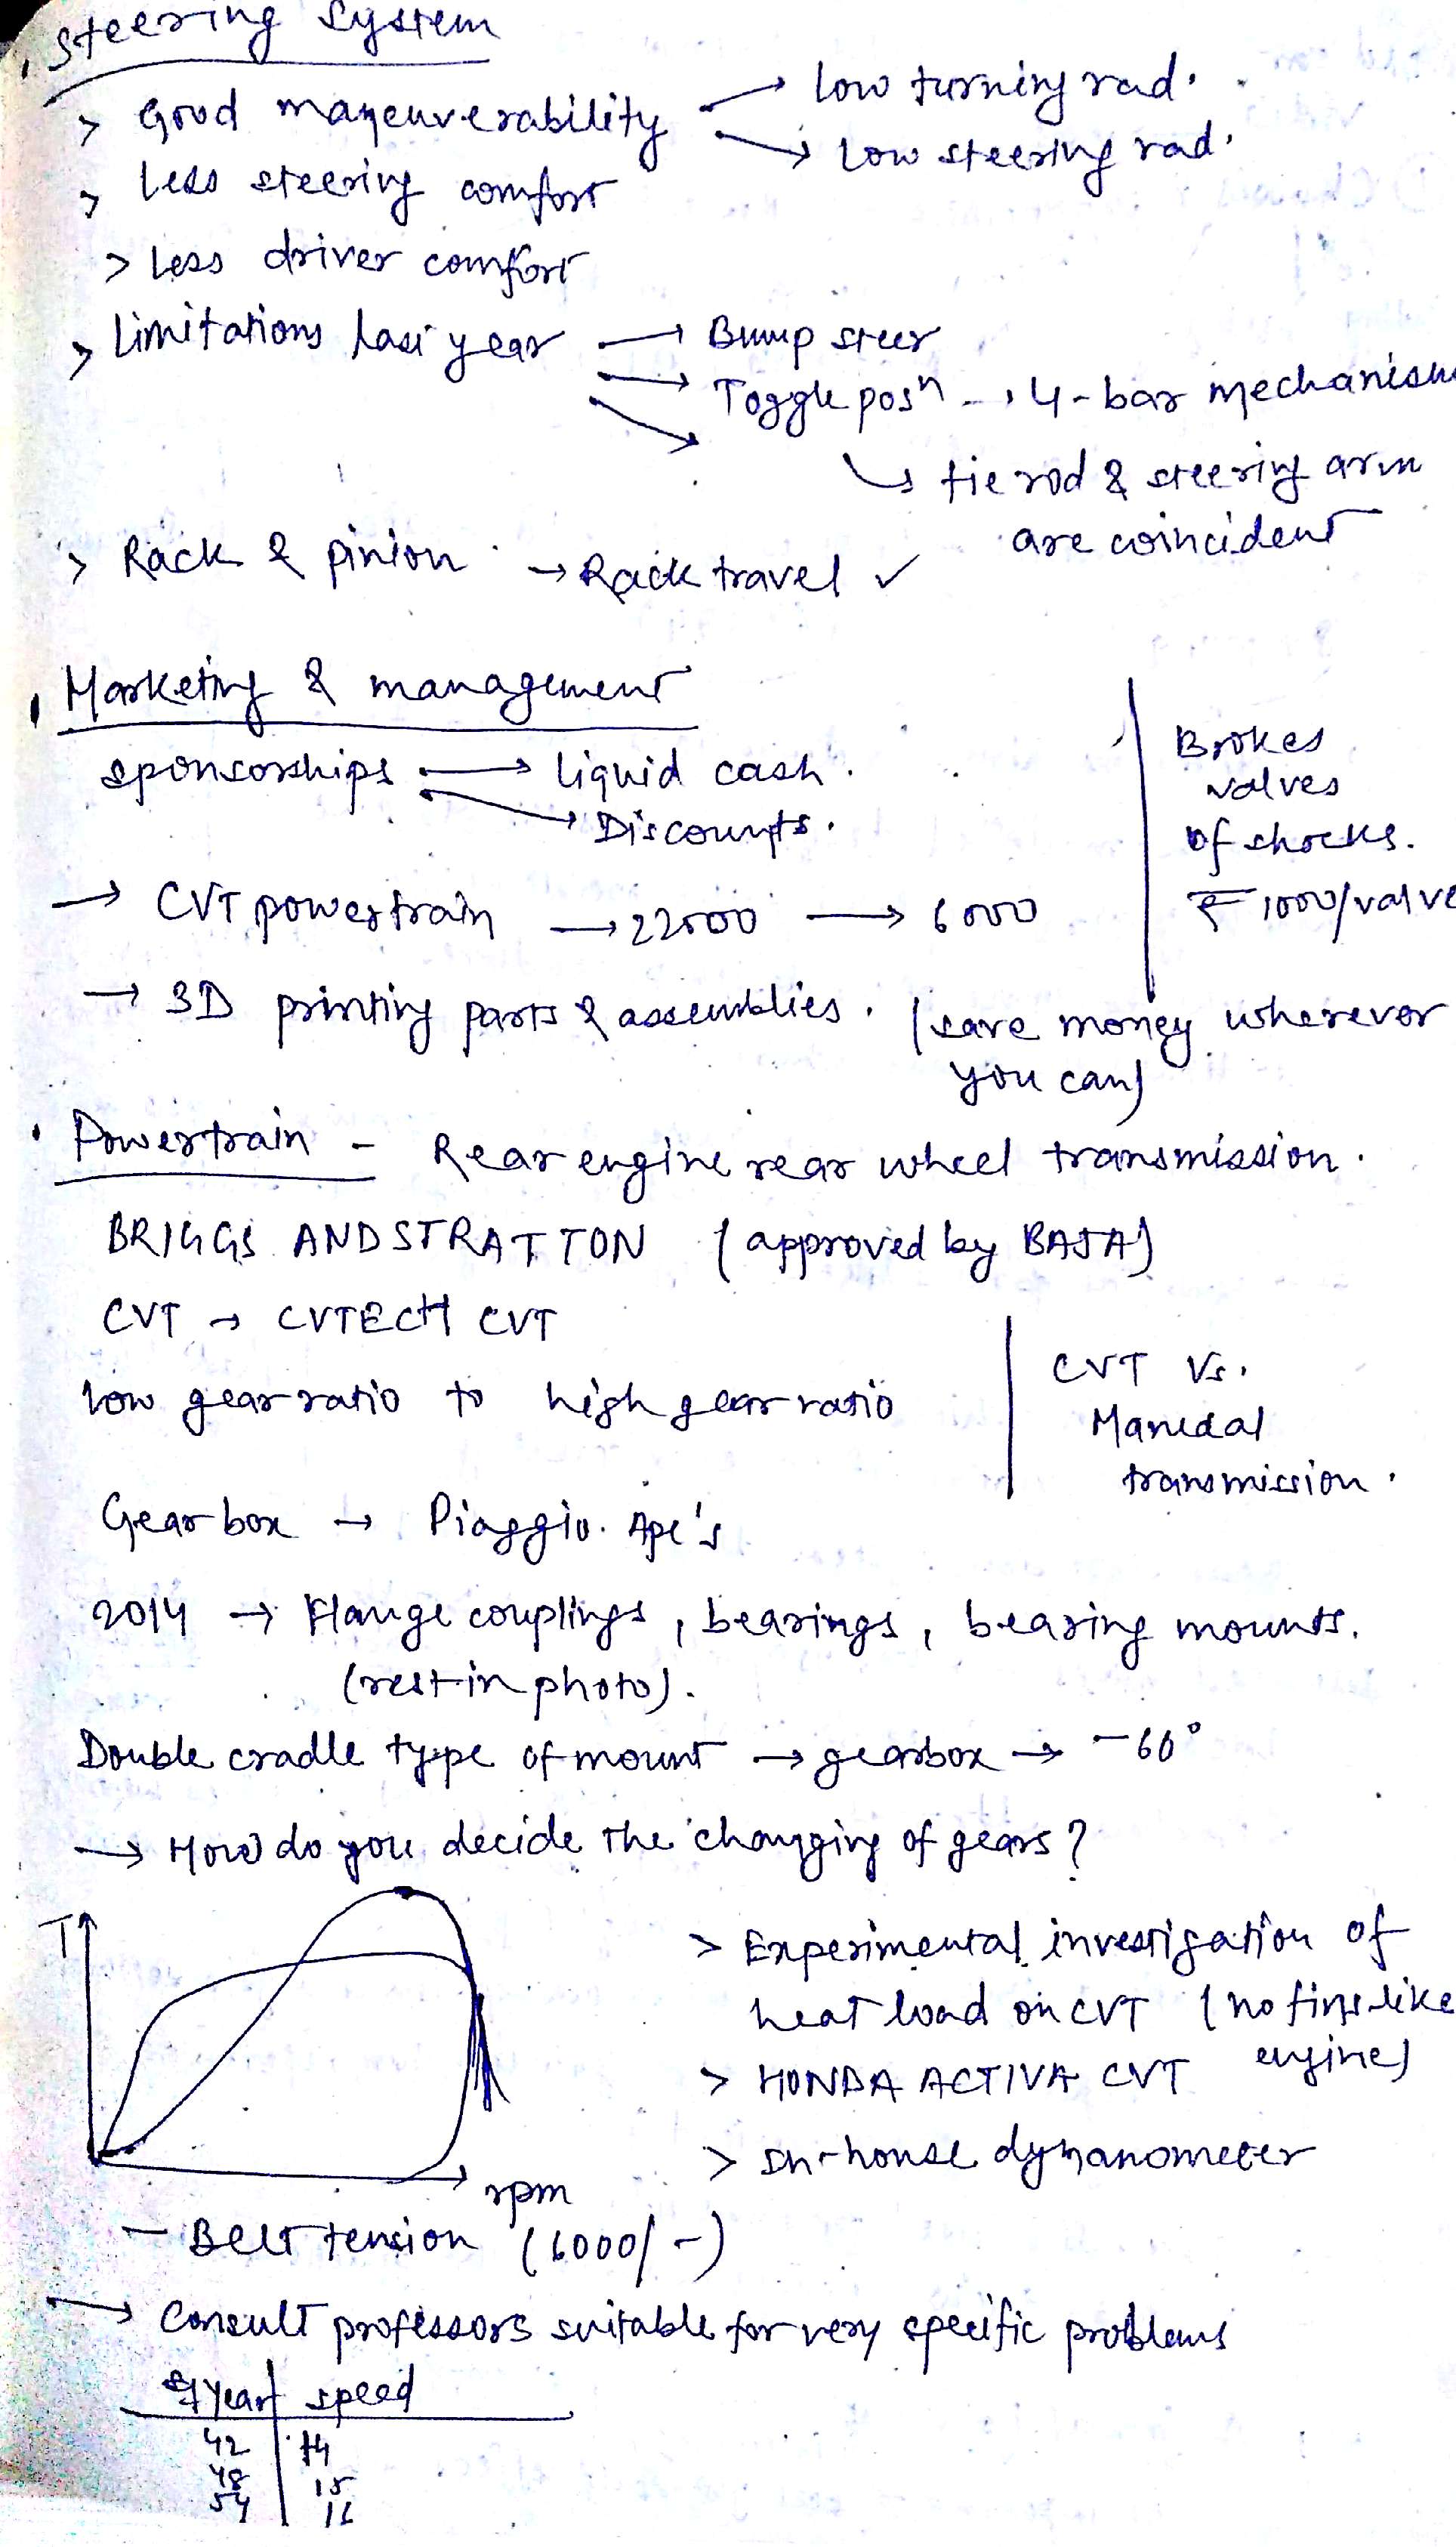 Steering System
> Good maneuverability → low turning rad.
→ Low steering rad.
> Less steering comfort
> Less driver comfort
> Limitations last year → Bump steer
→ Toggle posn → 4-bar mechanism
↳ tie rod & steering arm
are coincident
> Rack & pinion → Rack travel ✓
Marketing & management
sponsorships → liquid cash.
→ Discounts.
→ CVT powertrain → 22000 → 6000
Brokes
valves
of shocks.
₹ 1000/valve
→ 3D printing parts & assemblies. (save money wherever
you can)
Powertrain - Rear engine rear wheel transmission.
BRIGGS AND STRATTON (approved by BAJA)
CVT → CVTECH CVT
low gear ratio to high gear ratio
CVT Vs.
Manual
transmission.
Gear box → Piaggio. Ape's
2014 → Flange couplings, bearings, bearing mounts.
(rest in photo).
Double cradle type of mount → gearbox → -60°
→ How do you decide the changing of gears?
T
rpm
> Experimental investigation of
heat load on CVT (no fins like
engine)
> HONDA ACTIVA CVT
> In-house dynanometer
- Belt tension (6000/-)
→ Consult professors suitable for very specific problems
year speed
42 14
48 15
54 16